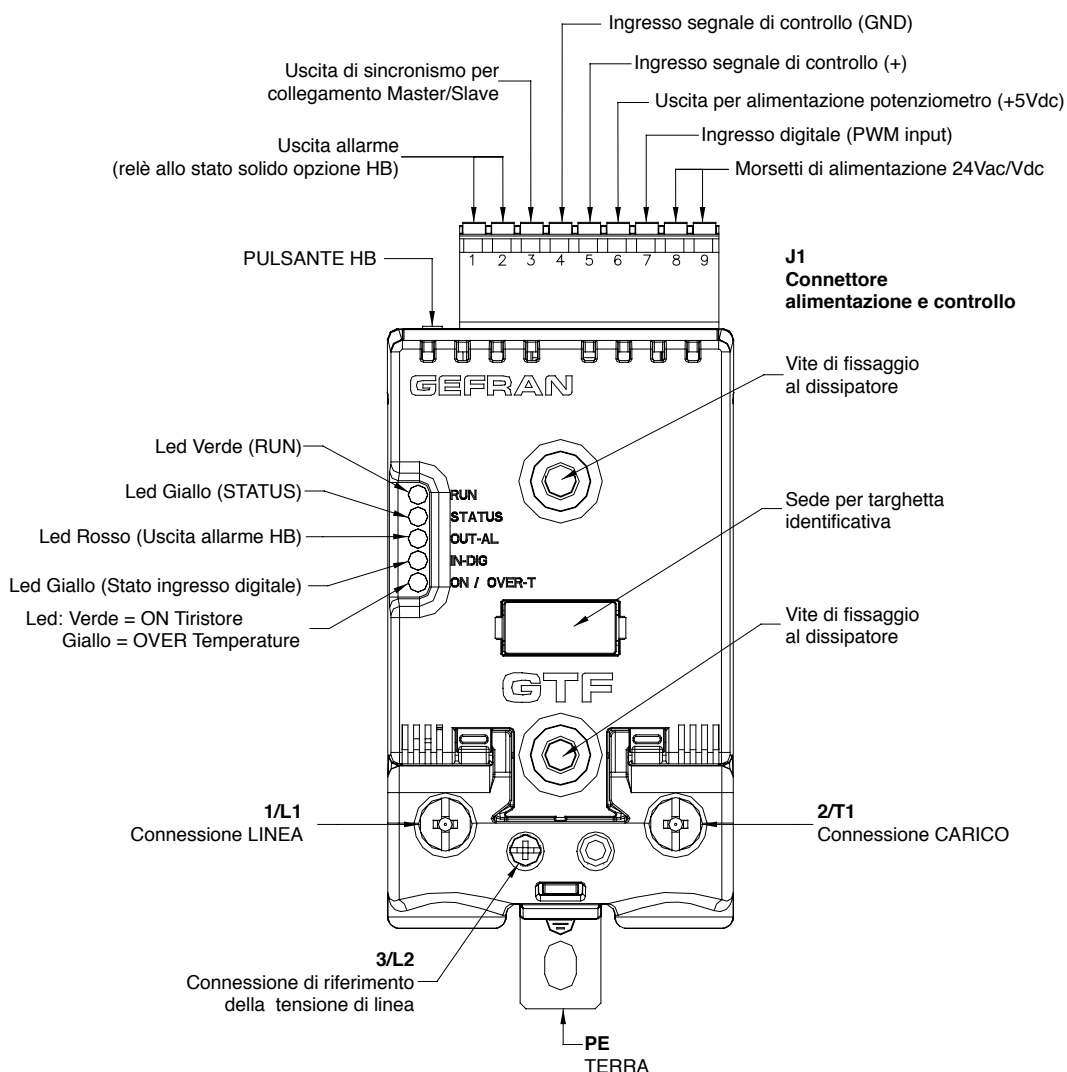 Ingresso segnale di controllo (GND)
Uscita di sincronismo per
collegamento Master/Slave
Ingresso segnale di controllo (+)
Uscita per alimentazione potenziometro (+5Vdc)
Uscita allarme
(relè allo stato solido opzione HB)
Ingresso digitale (PWM input)
Morsetti di alimentazione 24Vac/Vdc
PULSANTE HB
1 2 3 4 5 6 7 8 9
J1
Connettore
alimentazione e controllo
Vite di fissaggio
al dissipatore
GEFRAN
Led Verde (RUN)
RUN
Led Giallo (STATUS)
STATUS
Led Rosso (Uscita allarme HB)
OUT-AL
Led Giallo (Stato ingresso digitale)
IN-DIG
Led: Verde = ON Tiristore
Giallo = OVER Temperature
ON / OVER-T
Sede per targhetta
identificativa
Vite di fissaggio
al dissipatore
GTF
1/L1
Connessione LINEA
2/T1
Connessione CARICO
3/L2
Connessione di riferimento
della tensione di linea
PE
TERRA